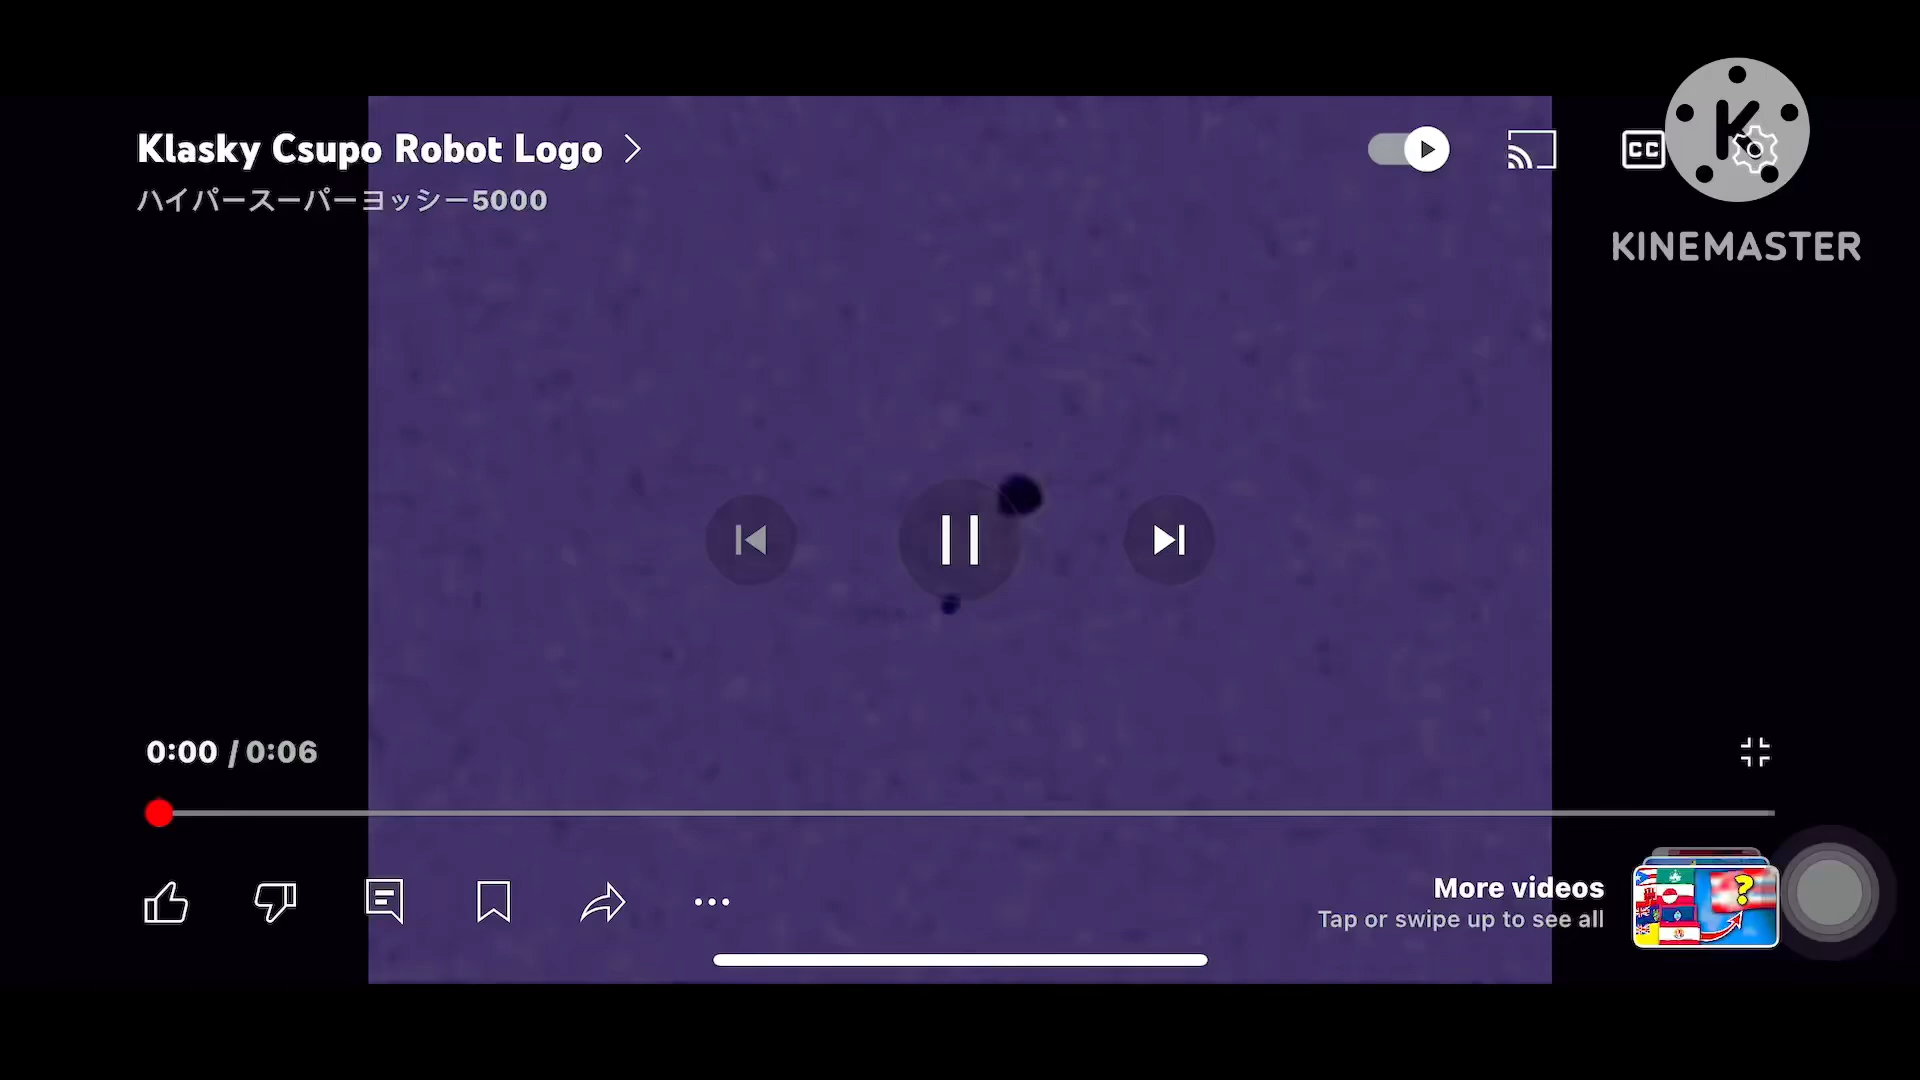 Klasky Csupo Robot Logo
ハイパースーパーヨッシー5000
CC
K
KINEMASTER
0:00 / 0:06
More videos
Tap or swipe up to see all
?